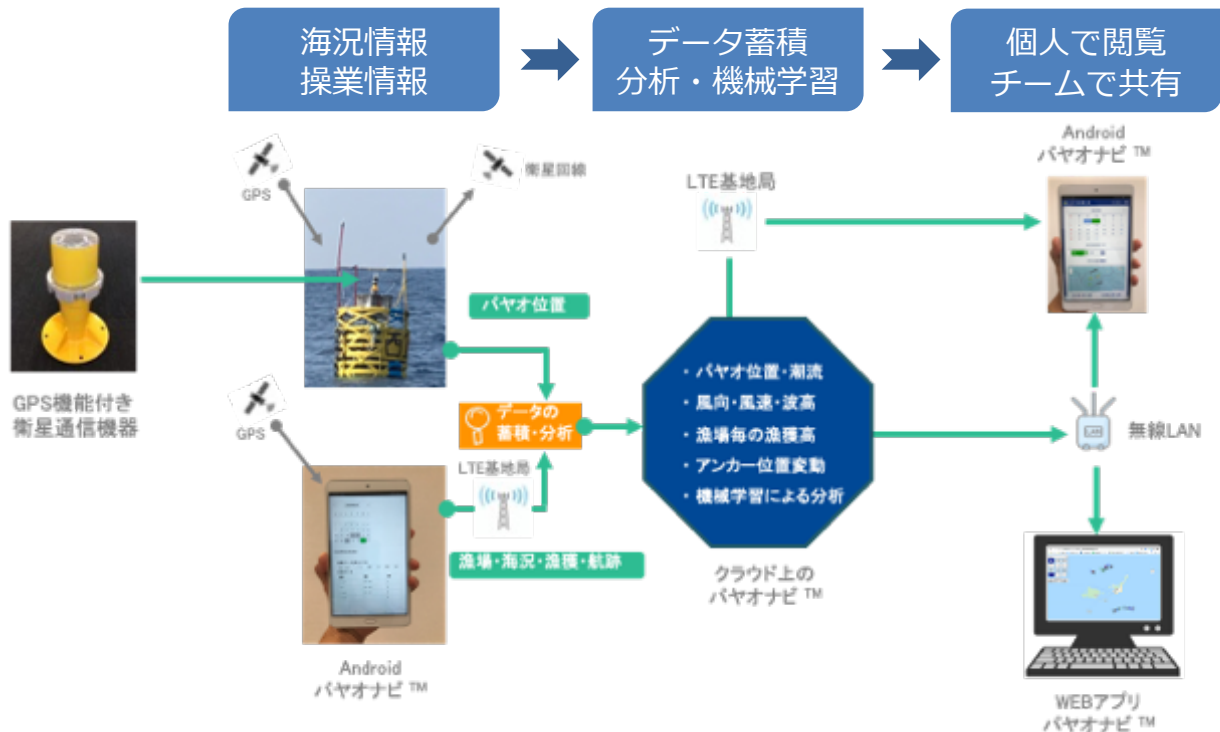 海況情報
操業情報
データ蓄積
分析・機械学習
個人で閲覧
チームで共有
GPS
衛星回線
LTE基地局
Android
パヤオナビ ™
パヤオ位置
GPS機能付き
衛星通信機器
GPS
データの
蓄積・分析
LTE基地局
漁場・海況・漁獲・航跡
Android
パヤオナビ ™
・ パヤオ位置・潮流
・ 風向・風速・波高
・ 漁場毎の漁獲高
・ アンカー位置変動
・ 機械学習による分析
クラウド上の
パヤオナビ ™
LAN
無線LAN
WEBアプリ
パヤオナビ ™